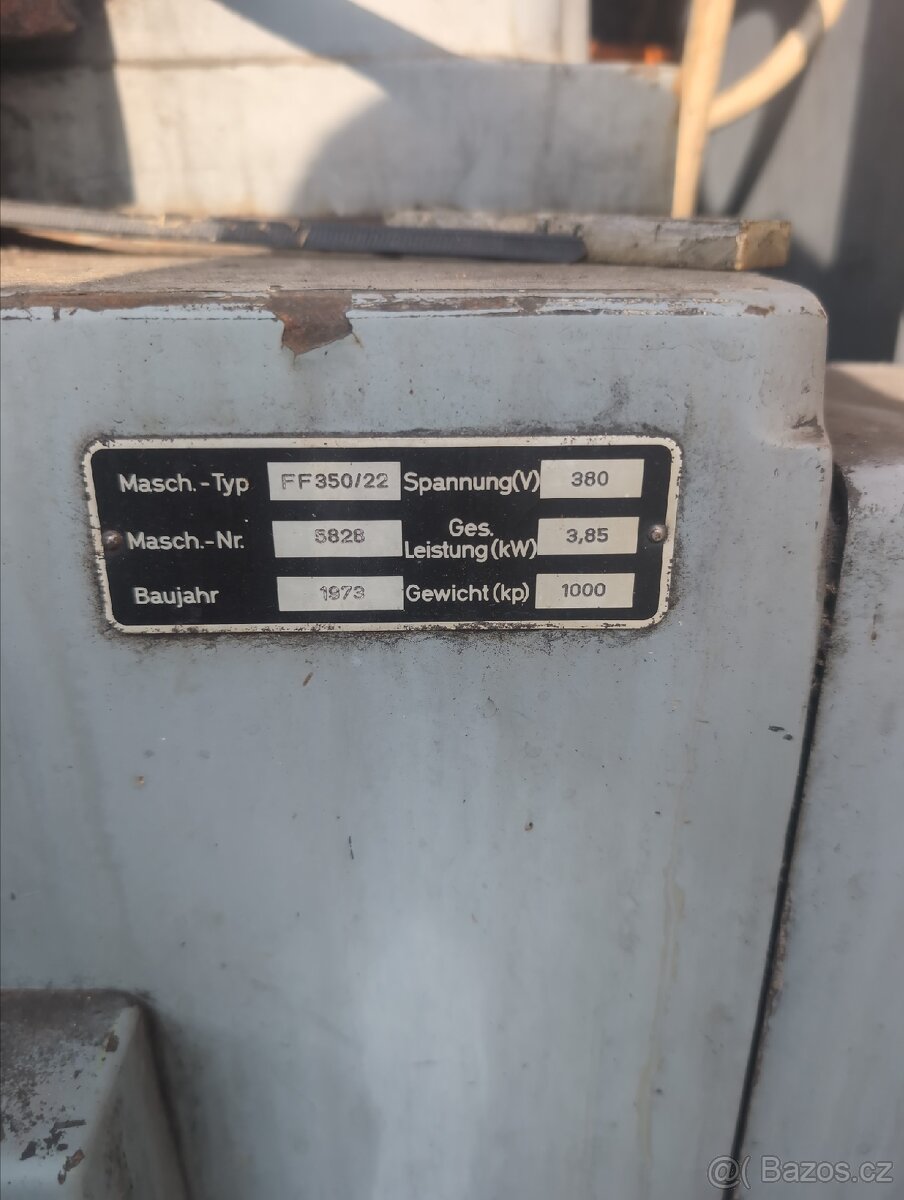 Masch.-Typ FF350/22 Spannung(V) 380
Masch.-Nr. 5828 Ges. Leistung(kW) 3,85
Baujahr 1973 Gewicht(kp) 1000
@( Bazos.cz